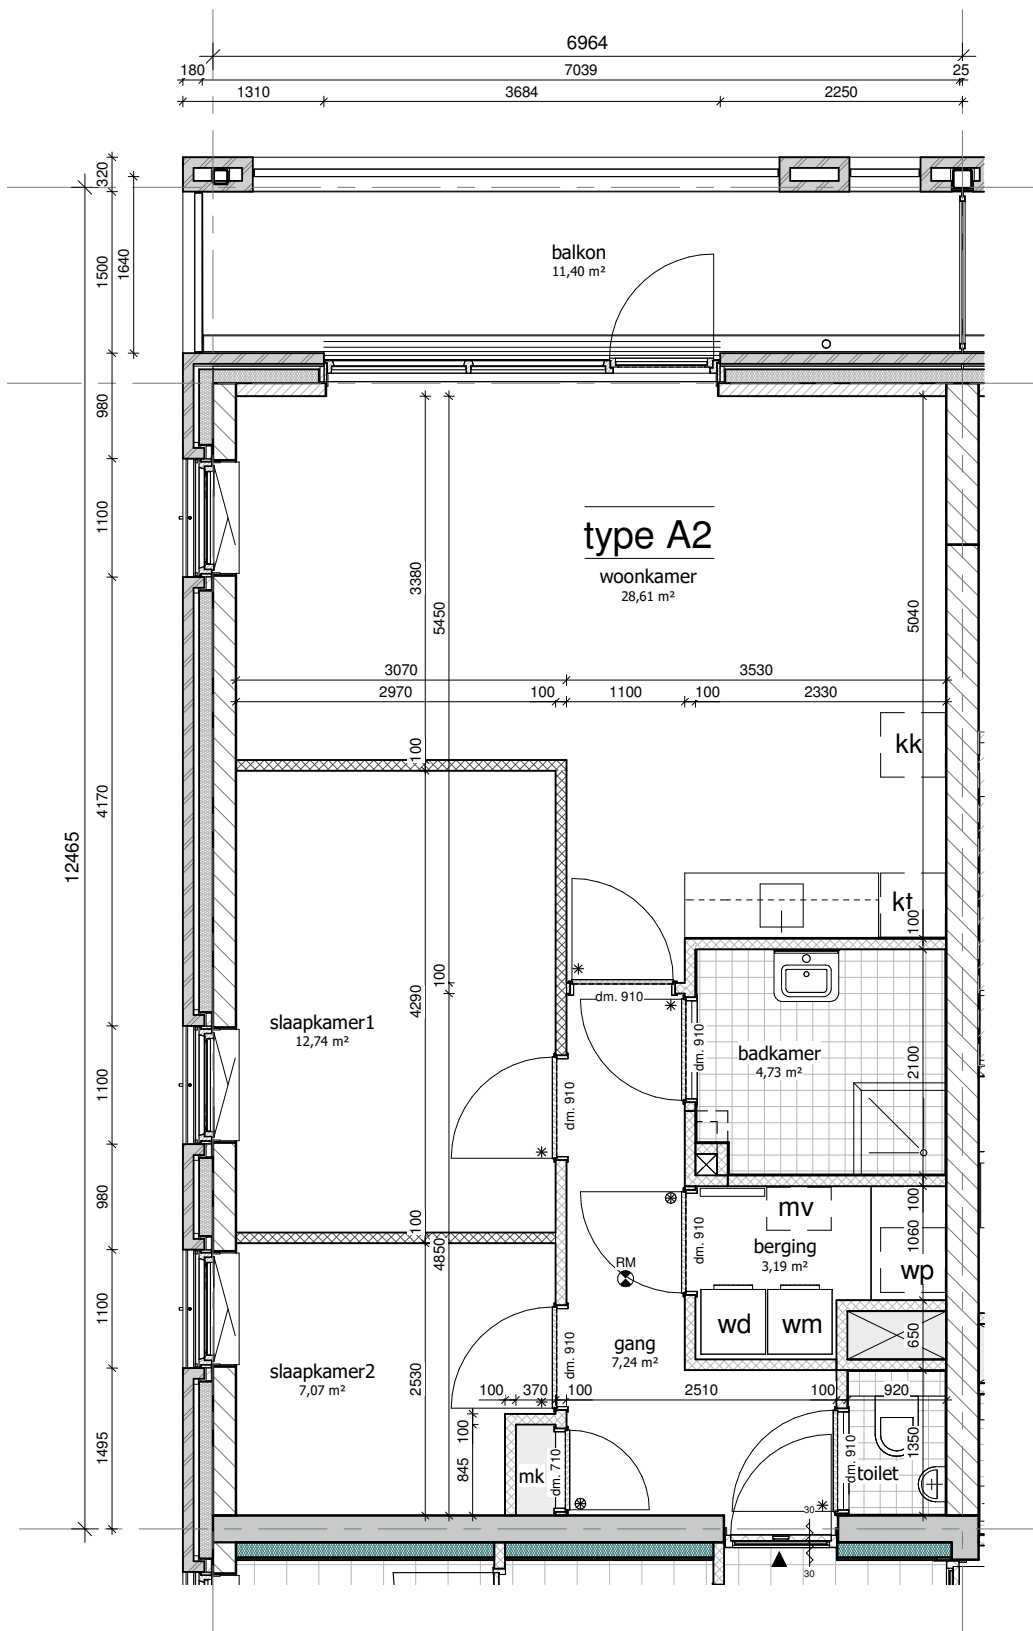 6964
180 7039 25
1310 3684 2250
320
1500
1640
balkon
11,40 m²
980
1100
type A2
woonkamer
28,61 m²
3380
5450
5040
3070 3530
2970 100 1100 100 2330
kk
100
4170
12465
kt
100
100
dm. 910
4290
slaapkamer1
12,74 m²
dm. 910
badkamer
4,73 m²
2100
1100
dm. 910
980
100
4850
mv
100
1060
berging
3,19 m²
dm. 910
RM
wp
1100
wd
wm
650
gang
7,24 m²
slaapkamer2
7,07 m²
2530
dm. 910
100 370 100 2510 100 920
1495
100
845
mk
dm. 710
dm. 910
1350
toilet
30
30